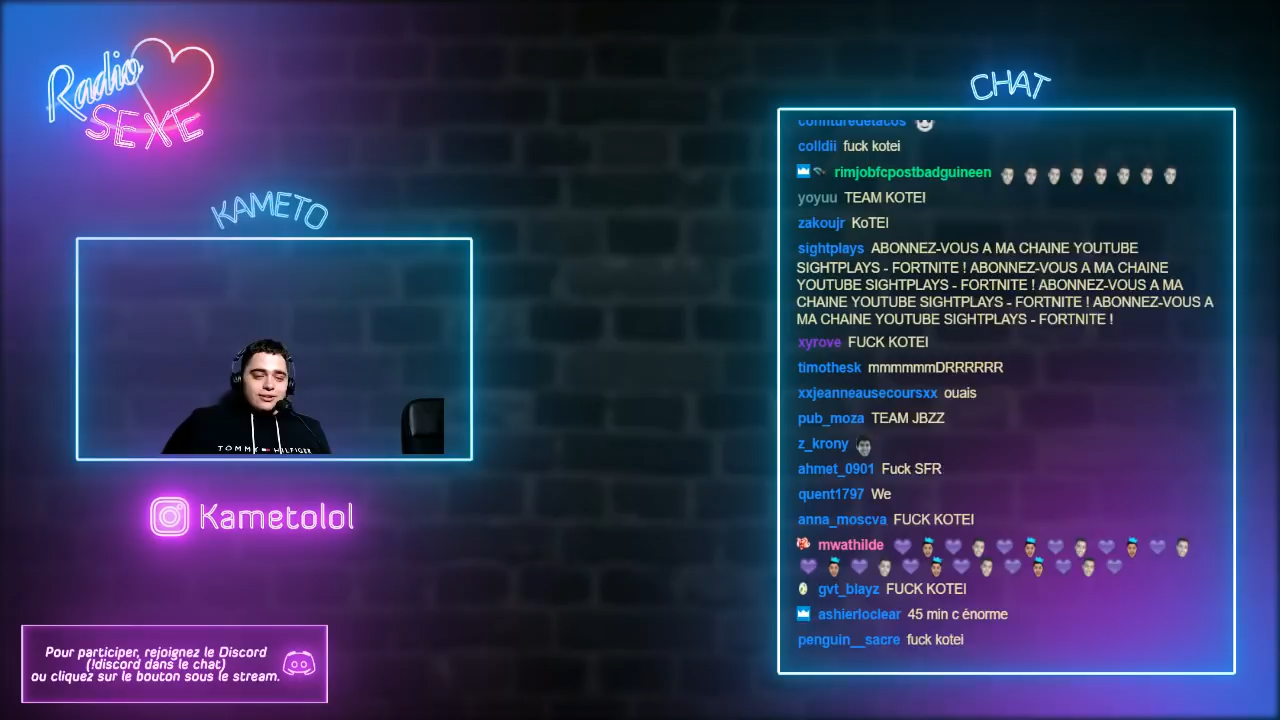 Radio
SEXE
KAMETO
TOMMY HILFIGER
Kametolol
Pour participer, rejoignez le Discord
(!discord dans le chat)
ou cliquez sur le bouton sous le stream.
CHAT
confituredetacos
colldii fuck kotei
rimjobfcpostbadguineen
yoyuu TEAM KOTEI
zakoujr KoTEI
sightplays ABONNEZ-VOUS A MA CHAINE YOUTUBE
SIGHTPLAYS - FORTNITE ! ABONNEZ-VOUS A MA CHAINE
YOUTUBE SIGHTPLAYS - FORTNITE ! ABONNEZ-VOUS A MA
CHAINE YOUTUBE SIGHTPLAYS - FORTNITE ! ABONNEZ-VOUS A
MA CHAINE YOUTUBE SIGHTPLAYS - FORTNITE !
xyrove FUCK KOTEI
timothesk mmmmmmDRRRRRR
xxjeanneausecoursxx ouais
pub_moza TEAM JBZZ
z_krony
ahmet_0901 Fuck SFR
quent1797 We
anna_moscva FUCK KOTEI
mwathilde
gvt_blayz FUCK KOTEI
ashierlociear 45 min c énorme
penguin__sacre fuck kotei